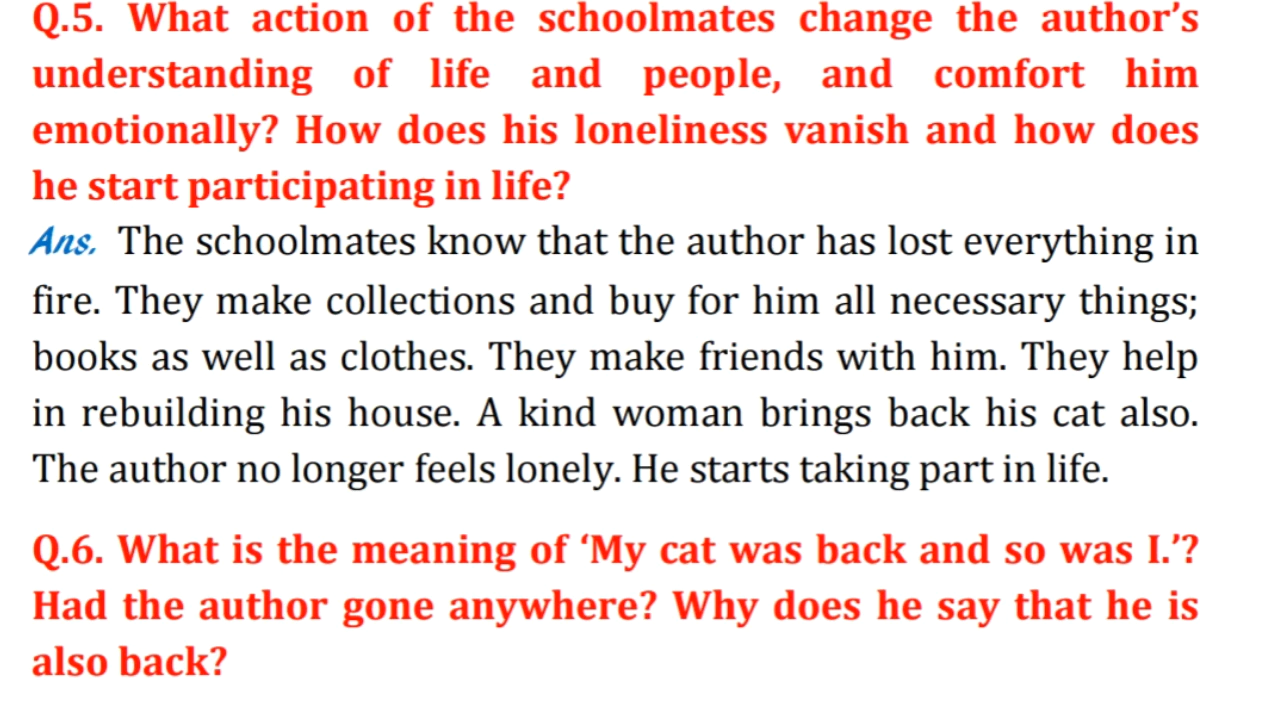 Q.5. What action of the schoolmates change the author’s
understanding of life and people, and comfort him
emotionally? How does his loneliness vanish and how does
he start participating in life?
Ans. The schoolmates know that the author has lost everything in
fire. They make collections and buy for him all necessary things;
books as well as clothes. They make friends with him. They help
in rebuilding his house. A kind woman brings back his cat also.
The author no longer feels lonely. He starts taking part in life.
Q.6. What is the meaning of ‘My cat was back and so was I.’?
Had the author gone anywhere? Why does he say that he is
also back?